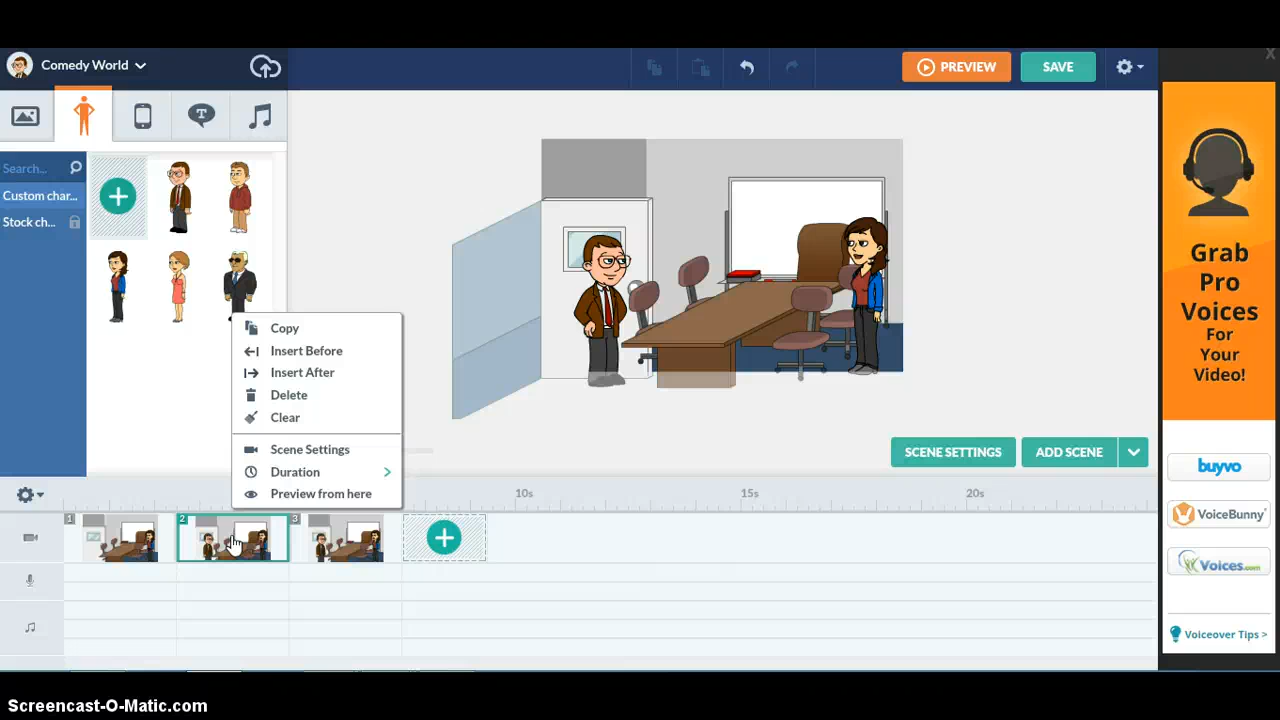 Comedy World
PREVIEW
SAVE
X
T
Search...
Custom char...
Stock ch...
Copy
Insert Before
Insert After
Delete
Clear
Scene Settings
Duration
Preview from here
SCENE SETTINGS
ADD SCENE
10s
15s
20s
1
2
3
Grab
Pro
Voices
For
Your
Video!
buyvo
VoiceBunny
Voices.com
Voiceover Tips >
Screencast-O-Matic.com